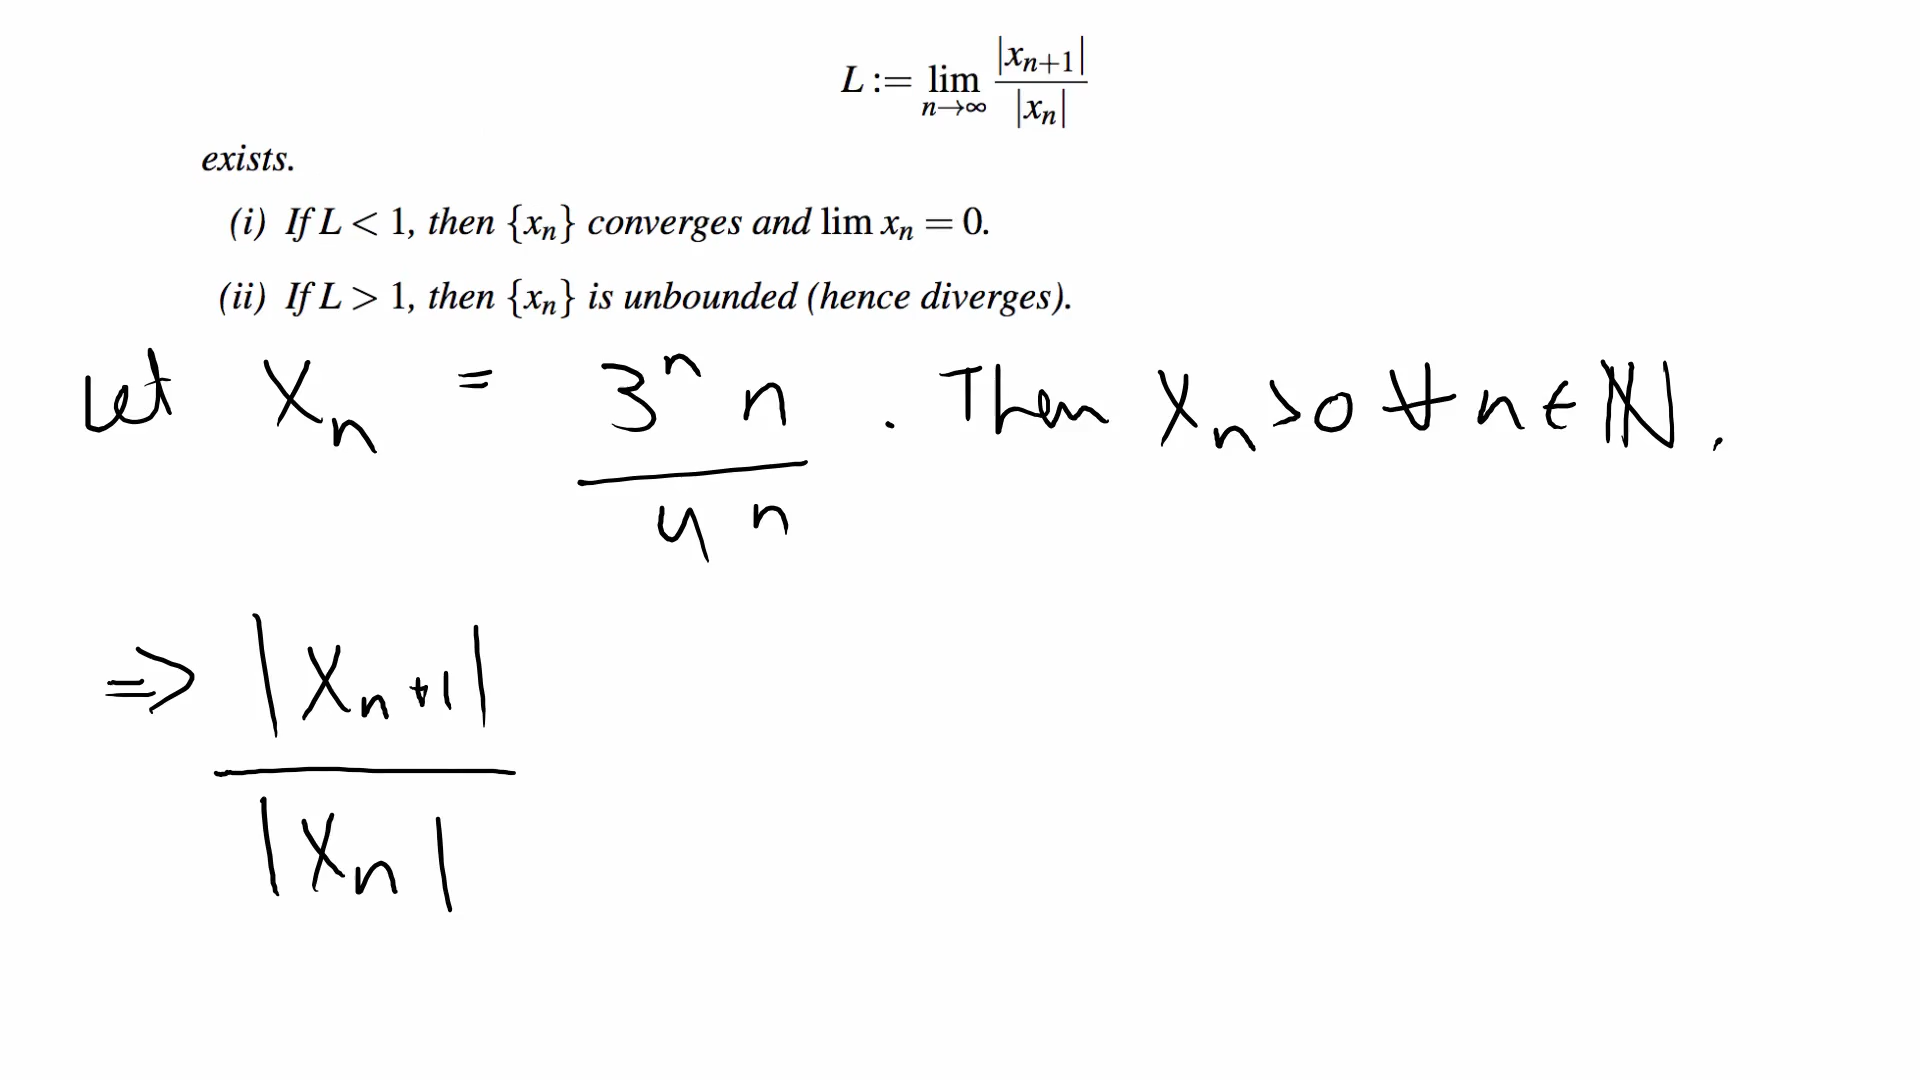 L := lim_{n→∞} |x_{n+1}| / |x_n|
exists.
(i) If L < 1, then {x_n} converges and lim x_n = 0.
(ii) If L > 1, then {x_n} is unbounded (hence diverges).
Let X_n = 3^n n / 4^n . Then X_n > 0 ∀ n ∈ ℕ.
⇒ |X_{n+1}| / |X_n|